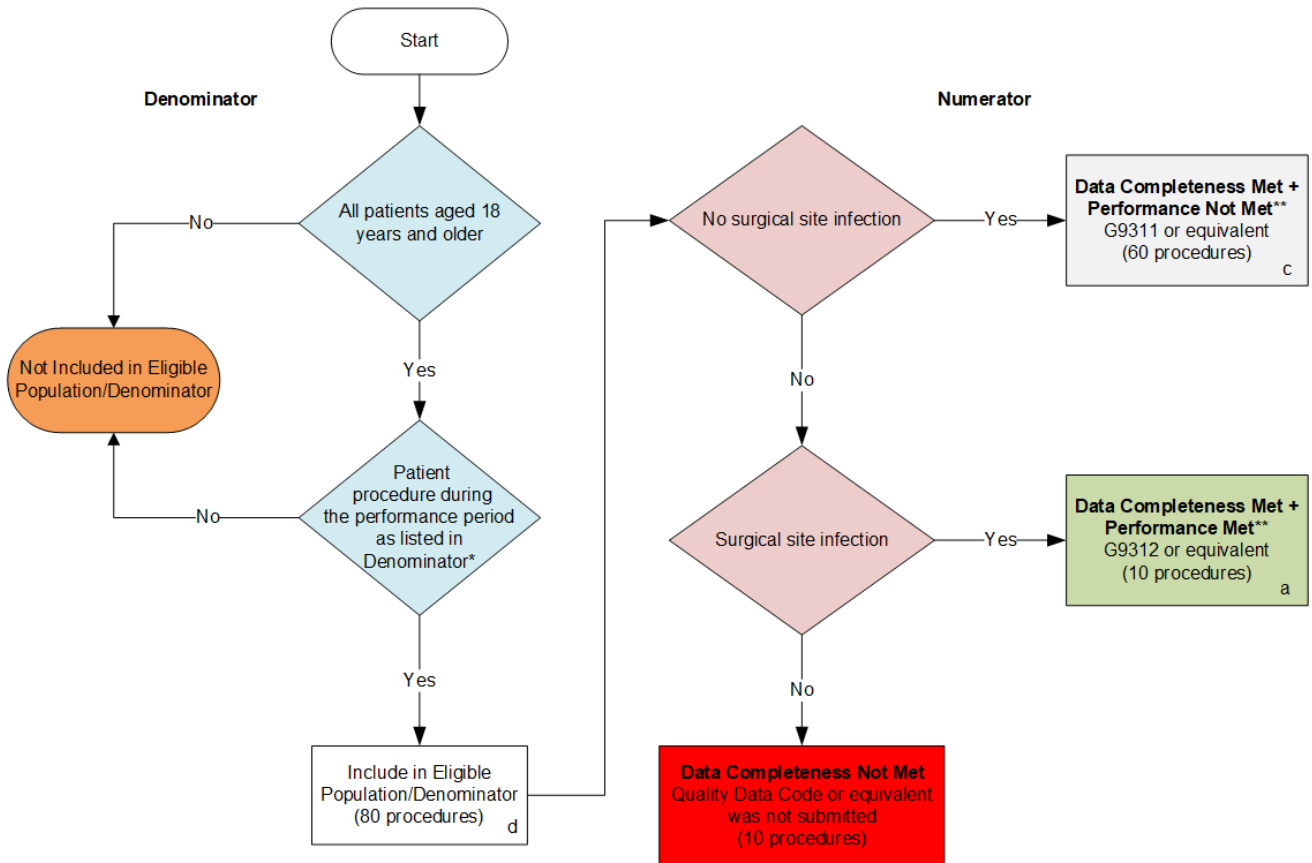 Start
Denominator
Numerator
All patients aged 18
years and older
No
Yes
Not Included in Eligible
Population/Denominator
Patient
procedure during
the performance period
as listed in
Denominator*
No
Yes
Include in Eligible
Population/Denominator
(80 procedures)
d
No surgical site infection
Yes
Data Completeness Met +
Performance Not Met**
G9311 or equivalent
(60 procedures)
c
No
Surgical site infection
Yes
Data Completeness Met +
Performance Met**
G9312 or equivalent
(10 procedures)
a
No
Data Completeness Not Met
Quality Data Code or equivalent
was not submitted
(10 procedures)